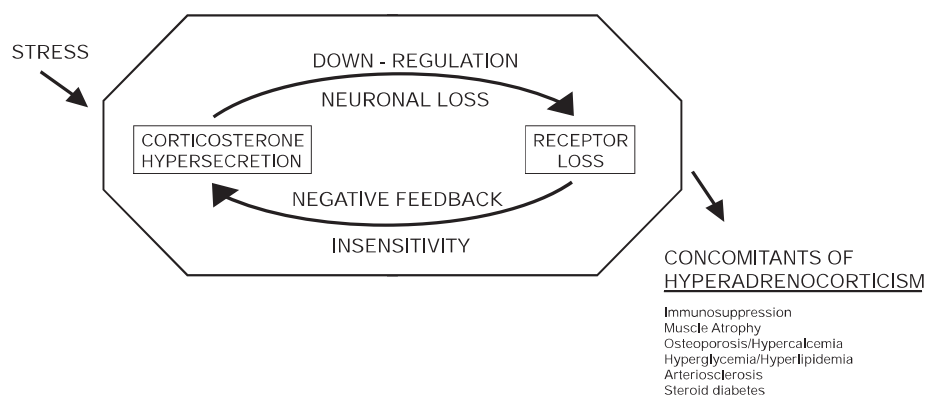 STRESS
DOWN - REGULATION
NEURONAL LOSS
CORTICOSTERONE
HYPERSECRETION
RECEPTOR
LOSS
NEGATIVE FEEDBACK
INSENSITIVITY
CONCOMITANTS OF
HYPERADRENOCORTICISM
Immunosuppression
Muscle Atrophy
Osteoporosis/Hypercalcemia
Hyperglycemia/Hyperlipidemia
Arteriosclerosis
Steroid diabetes